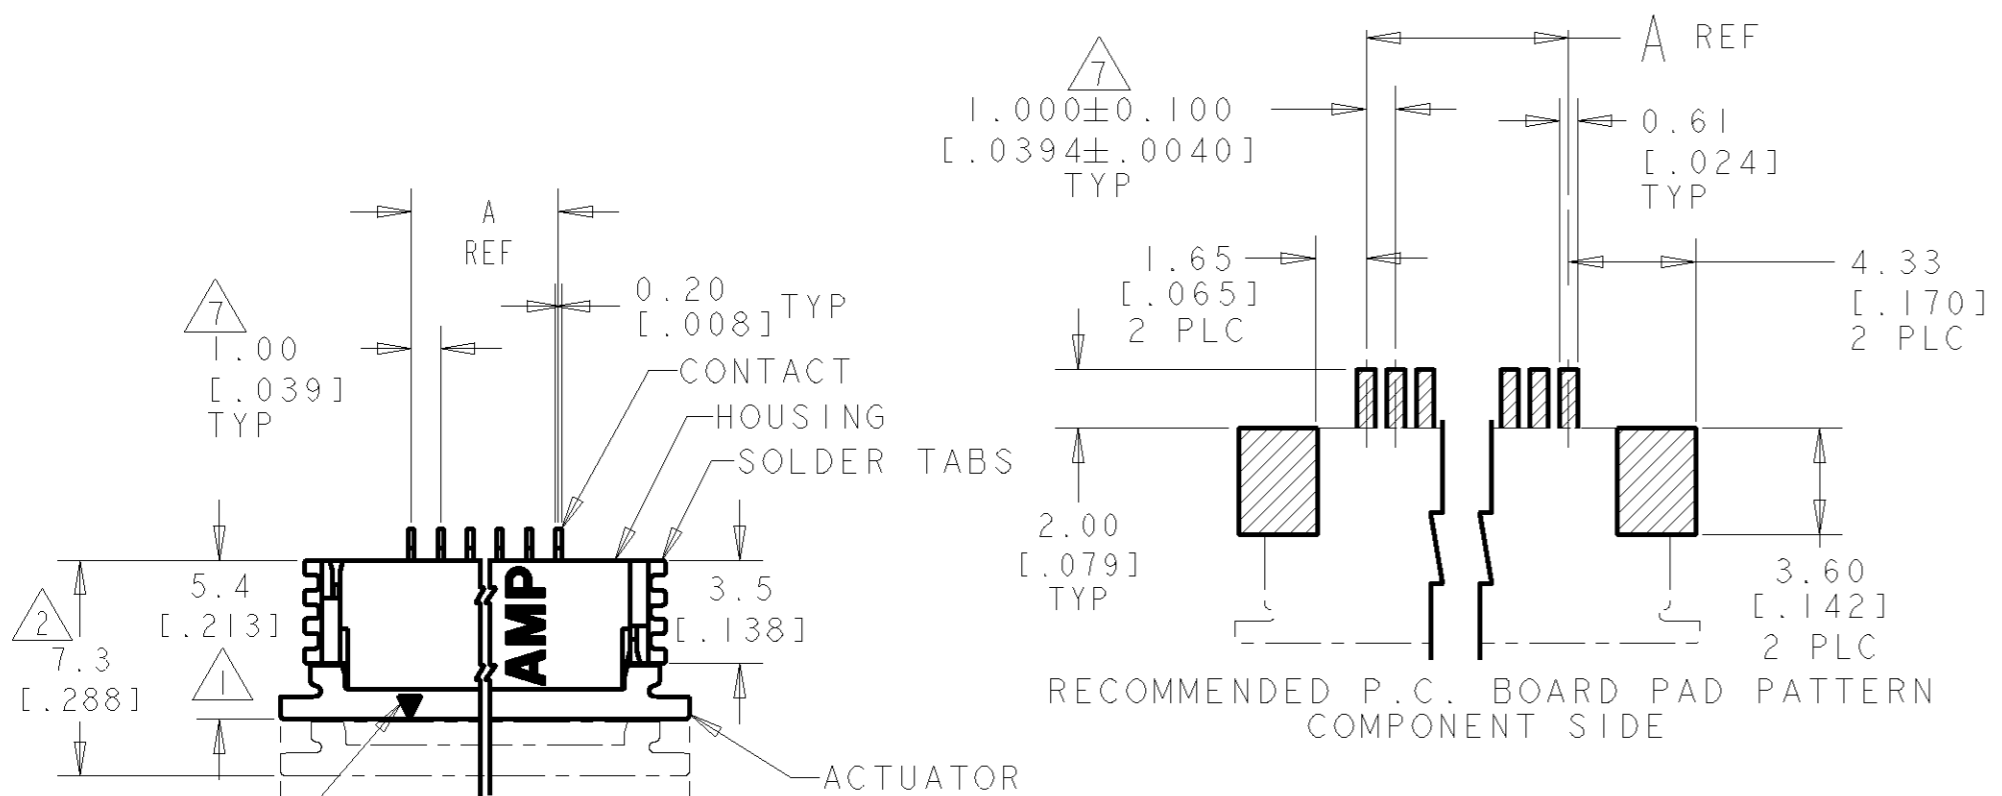 A
REF
7
1.00
[.039]
TYP
0.20
[.008] TYP
CONTACT
HOUSING
SOLDER TABS
5.4
[.213]
3.5
[.138]
2
7.3
[.288]
1
AMP
ACTUATOR
A REF
7
1.000±0.100
[.0394±.0040]
TYP
0.61
[.024]
TYP
1.65
[.065]
2 PLC
4.33
[.170]
2 PLC
2.00
[.079]
TYP
3.60
[.142]
2 PLC
RECOMMENDED P.C. BOARD PAD PATTERN
COMPONENT SIDE